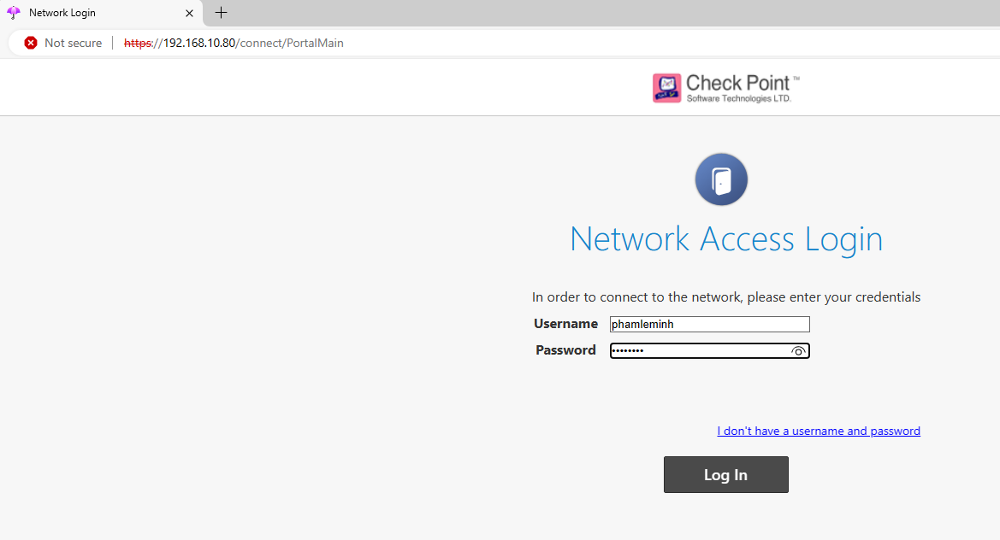 Network Login
Not secure https://192.168.10.80/connect/PortalMain
Check Point ™
Software Technologies LTD.
Network Access Login
In order to connect to the network, please enter your credentials
Username phamleminh
Password ••••••••
I don't have a username and password
Log In